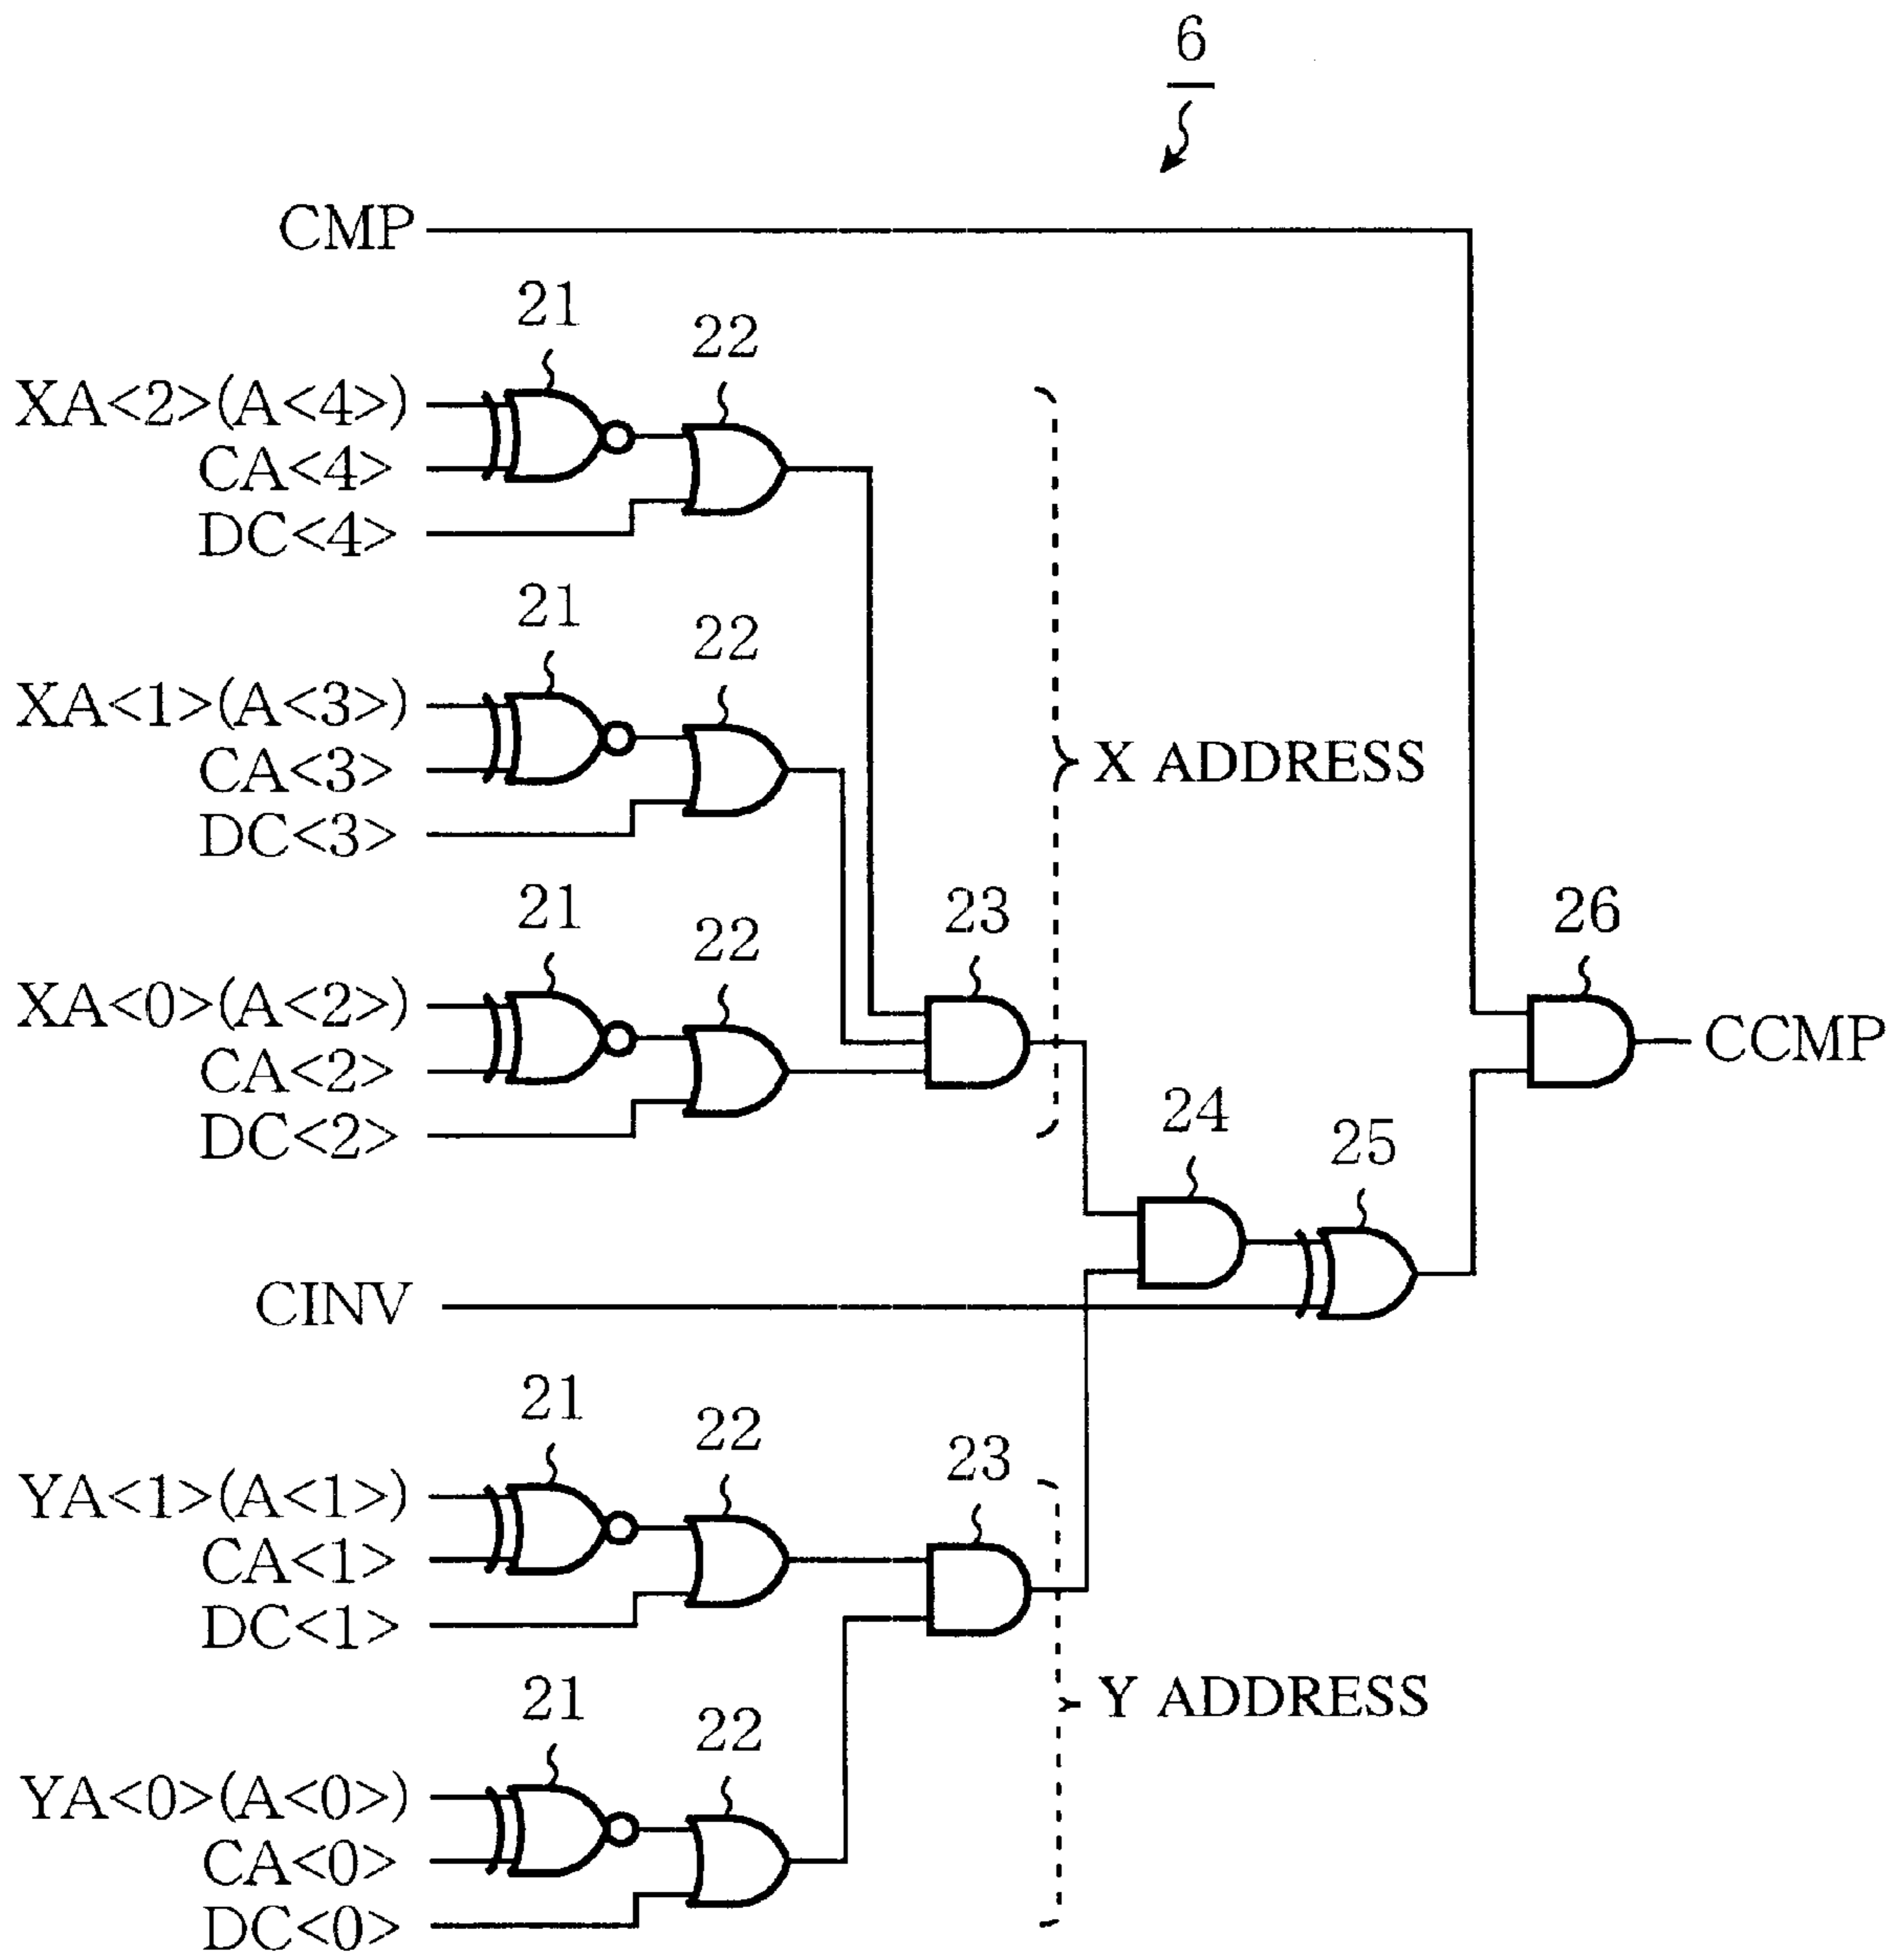 6
CMP
21
22
XA<2>(A<4>)
CA<4>
DC<4>
21
22
XA<1>(A<3>)
CA<3>
DC<3>
X ADDRESS
21
22
23
26
XA<0>(A<2>)
CA<2>
DC<2>
CCMP
24
25
CINV
21
22
23
YA<1>(A<1>)
CA<1>
DC<1>
Y ADDRESS
21
22
YA<0>(A<0>)
CA<0>
DC<0>